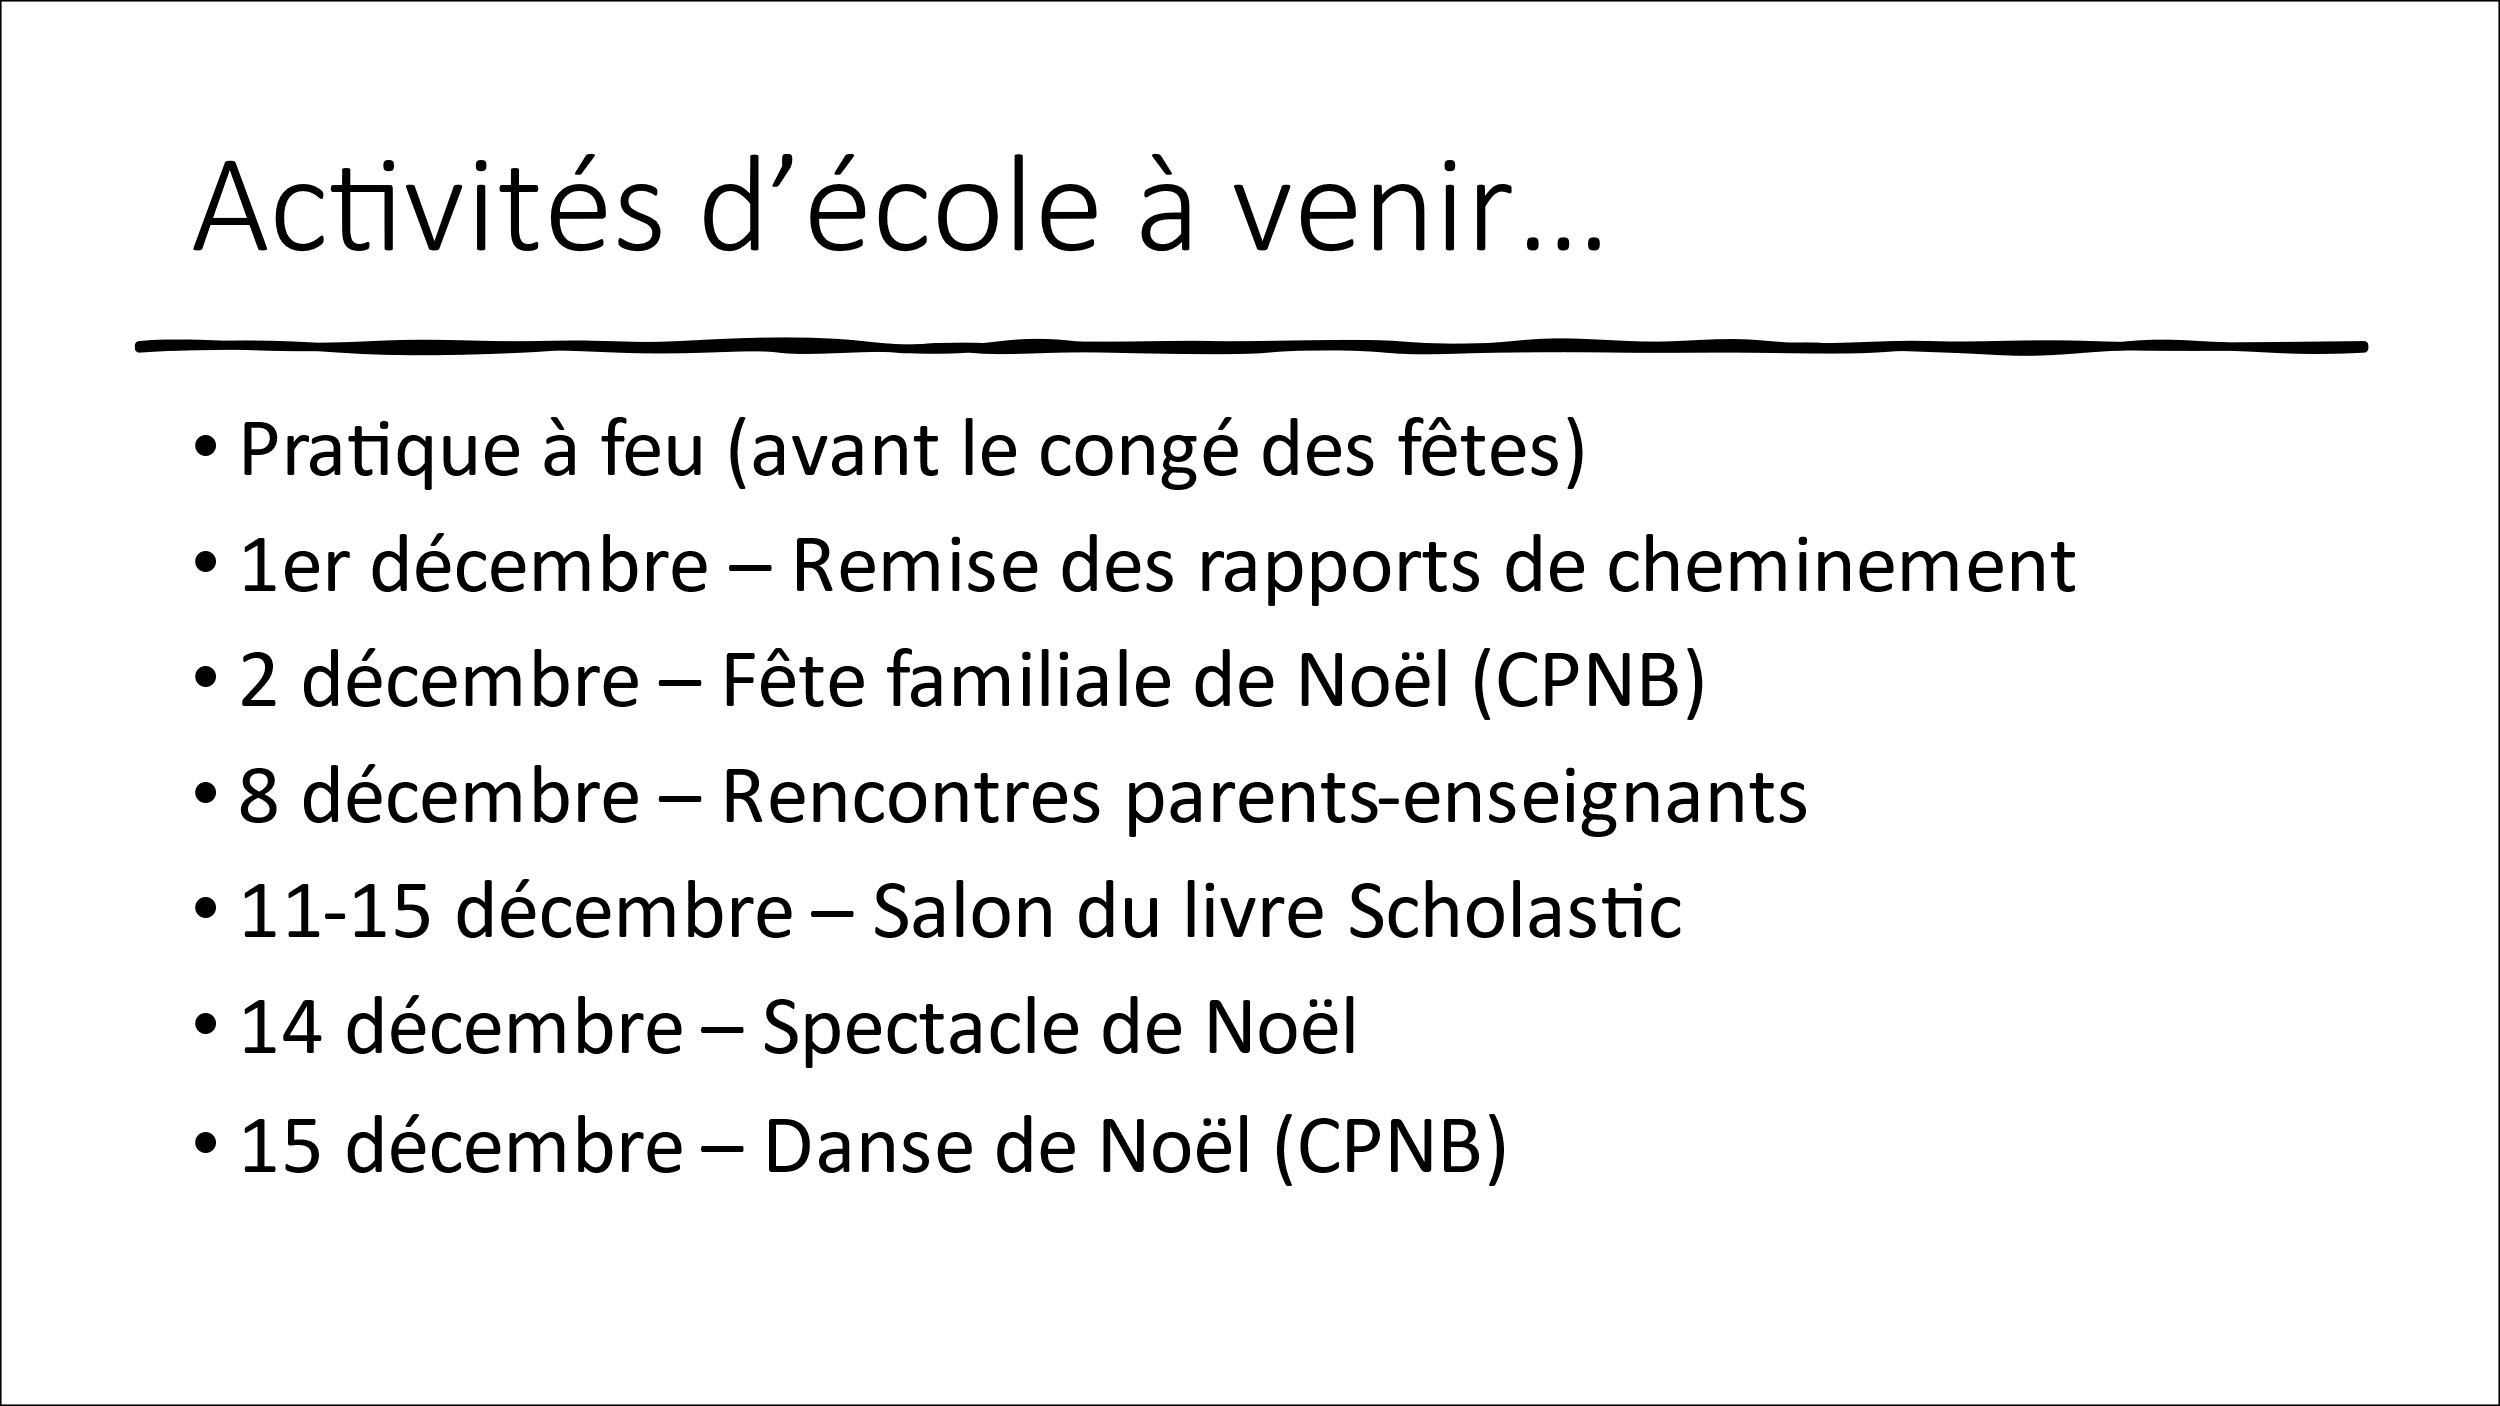 Activités d’école à venir…
• Pratique à feu (avant le congé des fêtes)
• 1er décembre – Remise des rapports de cheminement
• 2 décembre – Fête familiale de Noël (CPNB)
• 8 décembre – Rencontres parents-enseignants
• 11-15 décembre – Salon du livre Scholastic
• 14 décembre – Spectacle de Noël
• 15 décembre – Danse de Noël (CPNB)